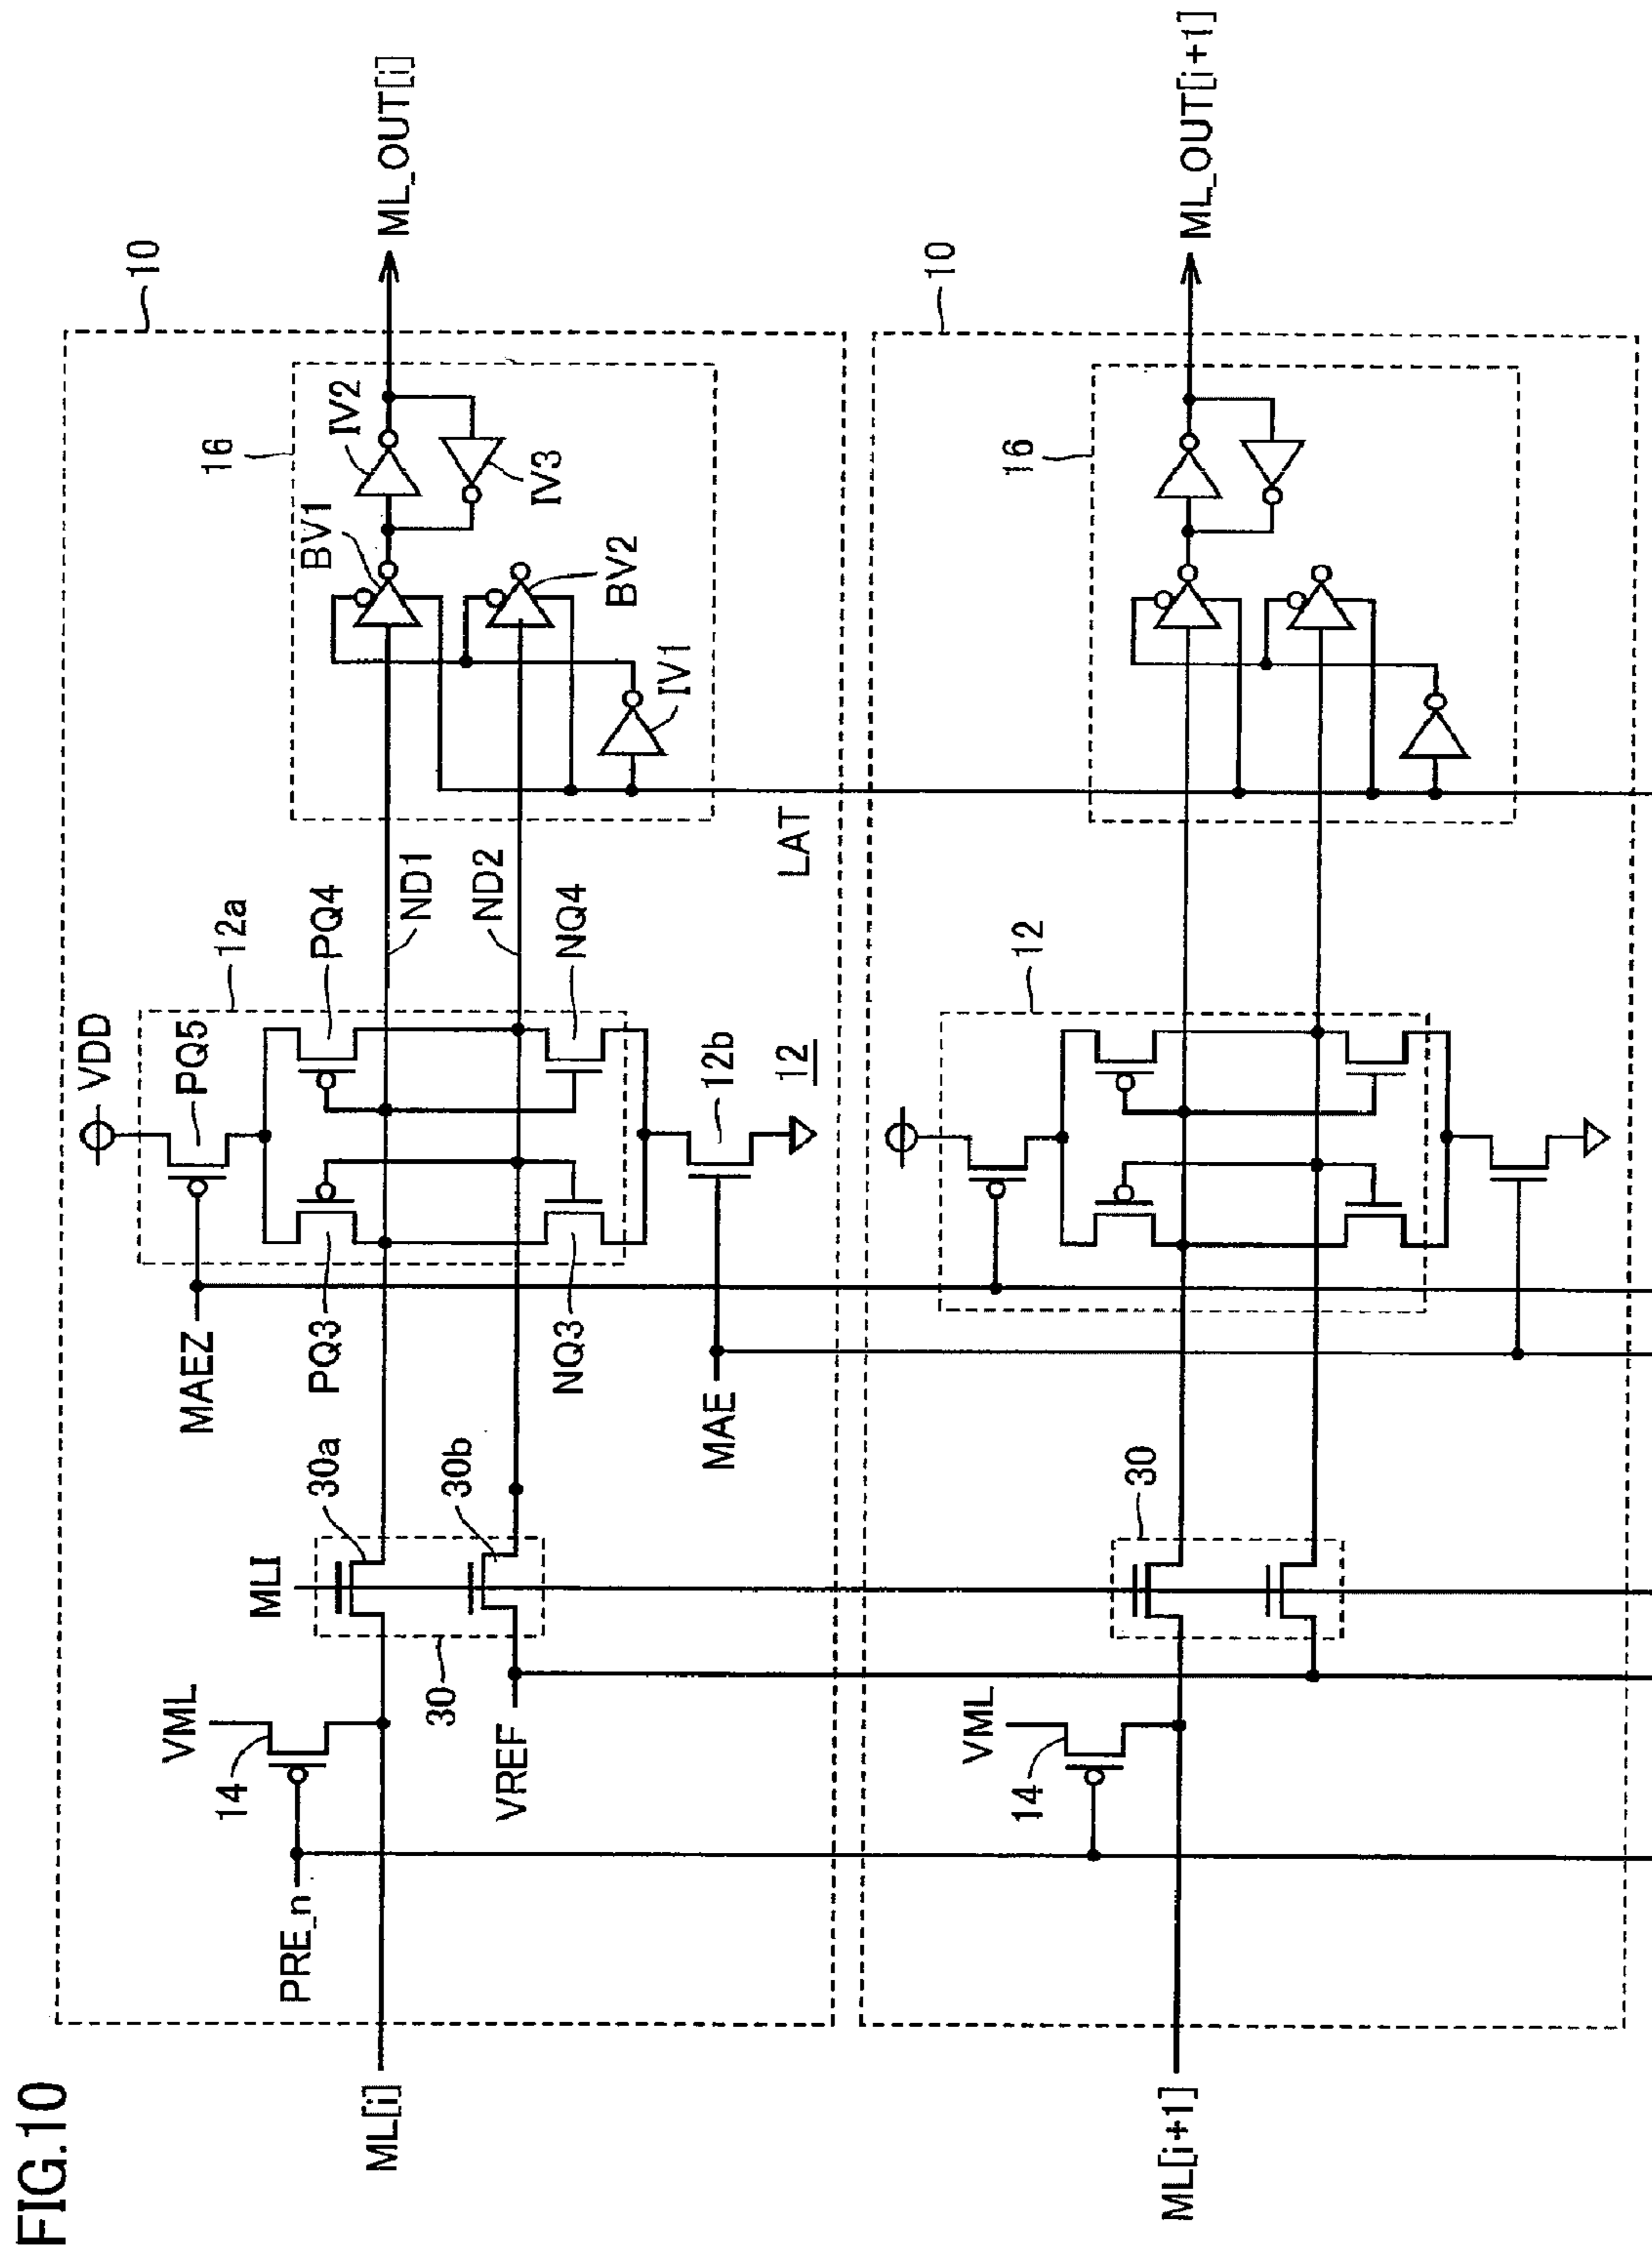 FIG.10
10
VDD
MAEZ
PQ5
12a
16
PRE_n
14
VML
MLI
30a
PQ3
PQ4
BV1
IV2
ML[i]
ND1
ML_OUT[i]
30
30b
VREF
NQ3
ND2
NQ4
BV2
IV3
IV1
MAE
12b
12
LAT
10
14
VML
30
12
16
ML[i+1]
ML_OUT[i+1]